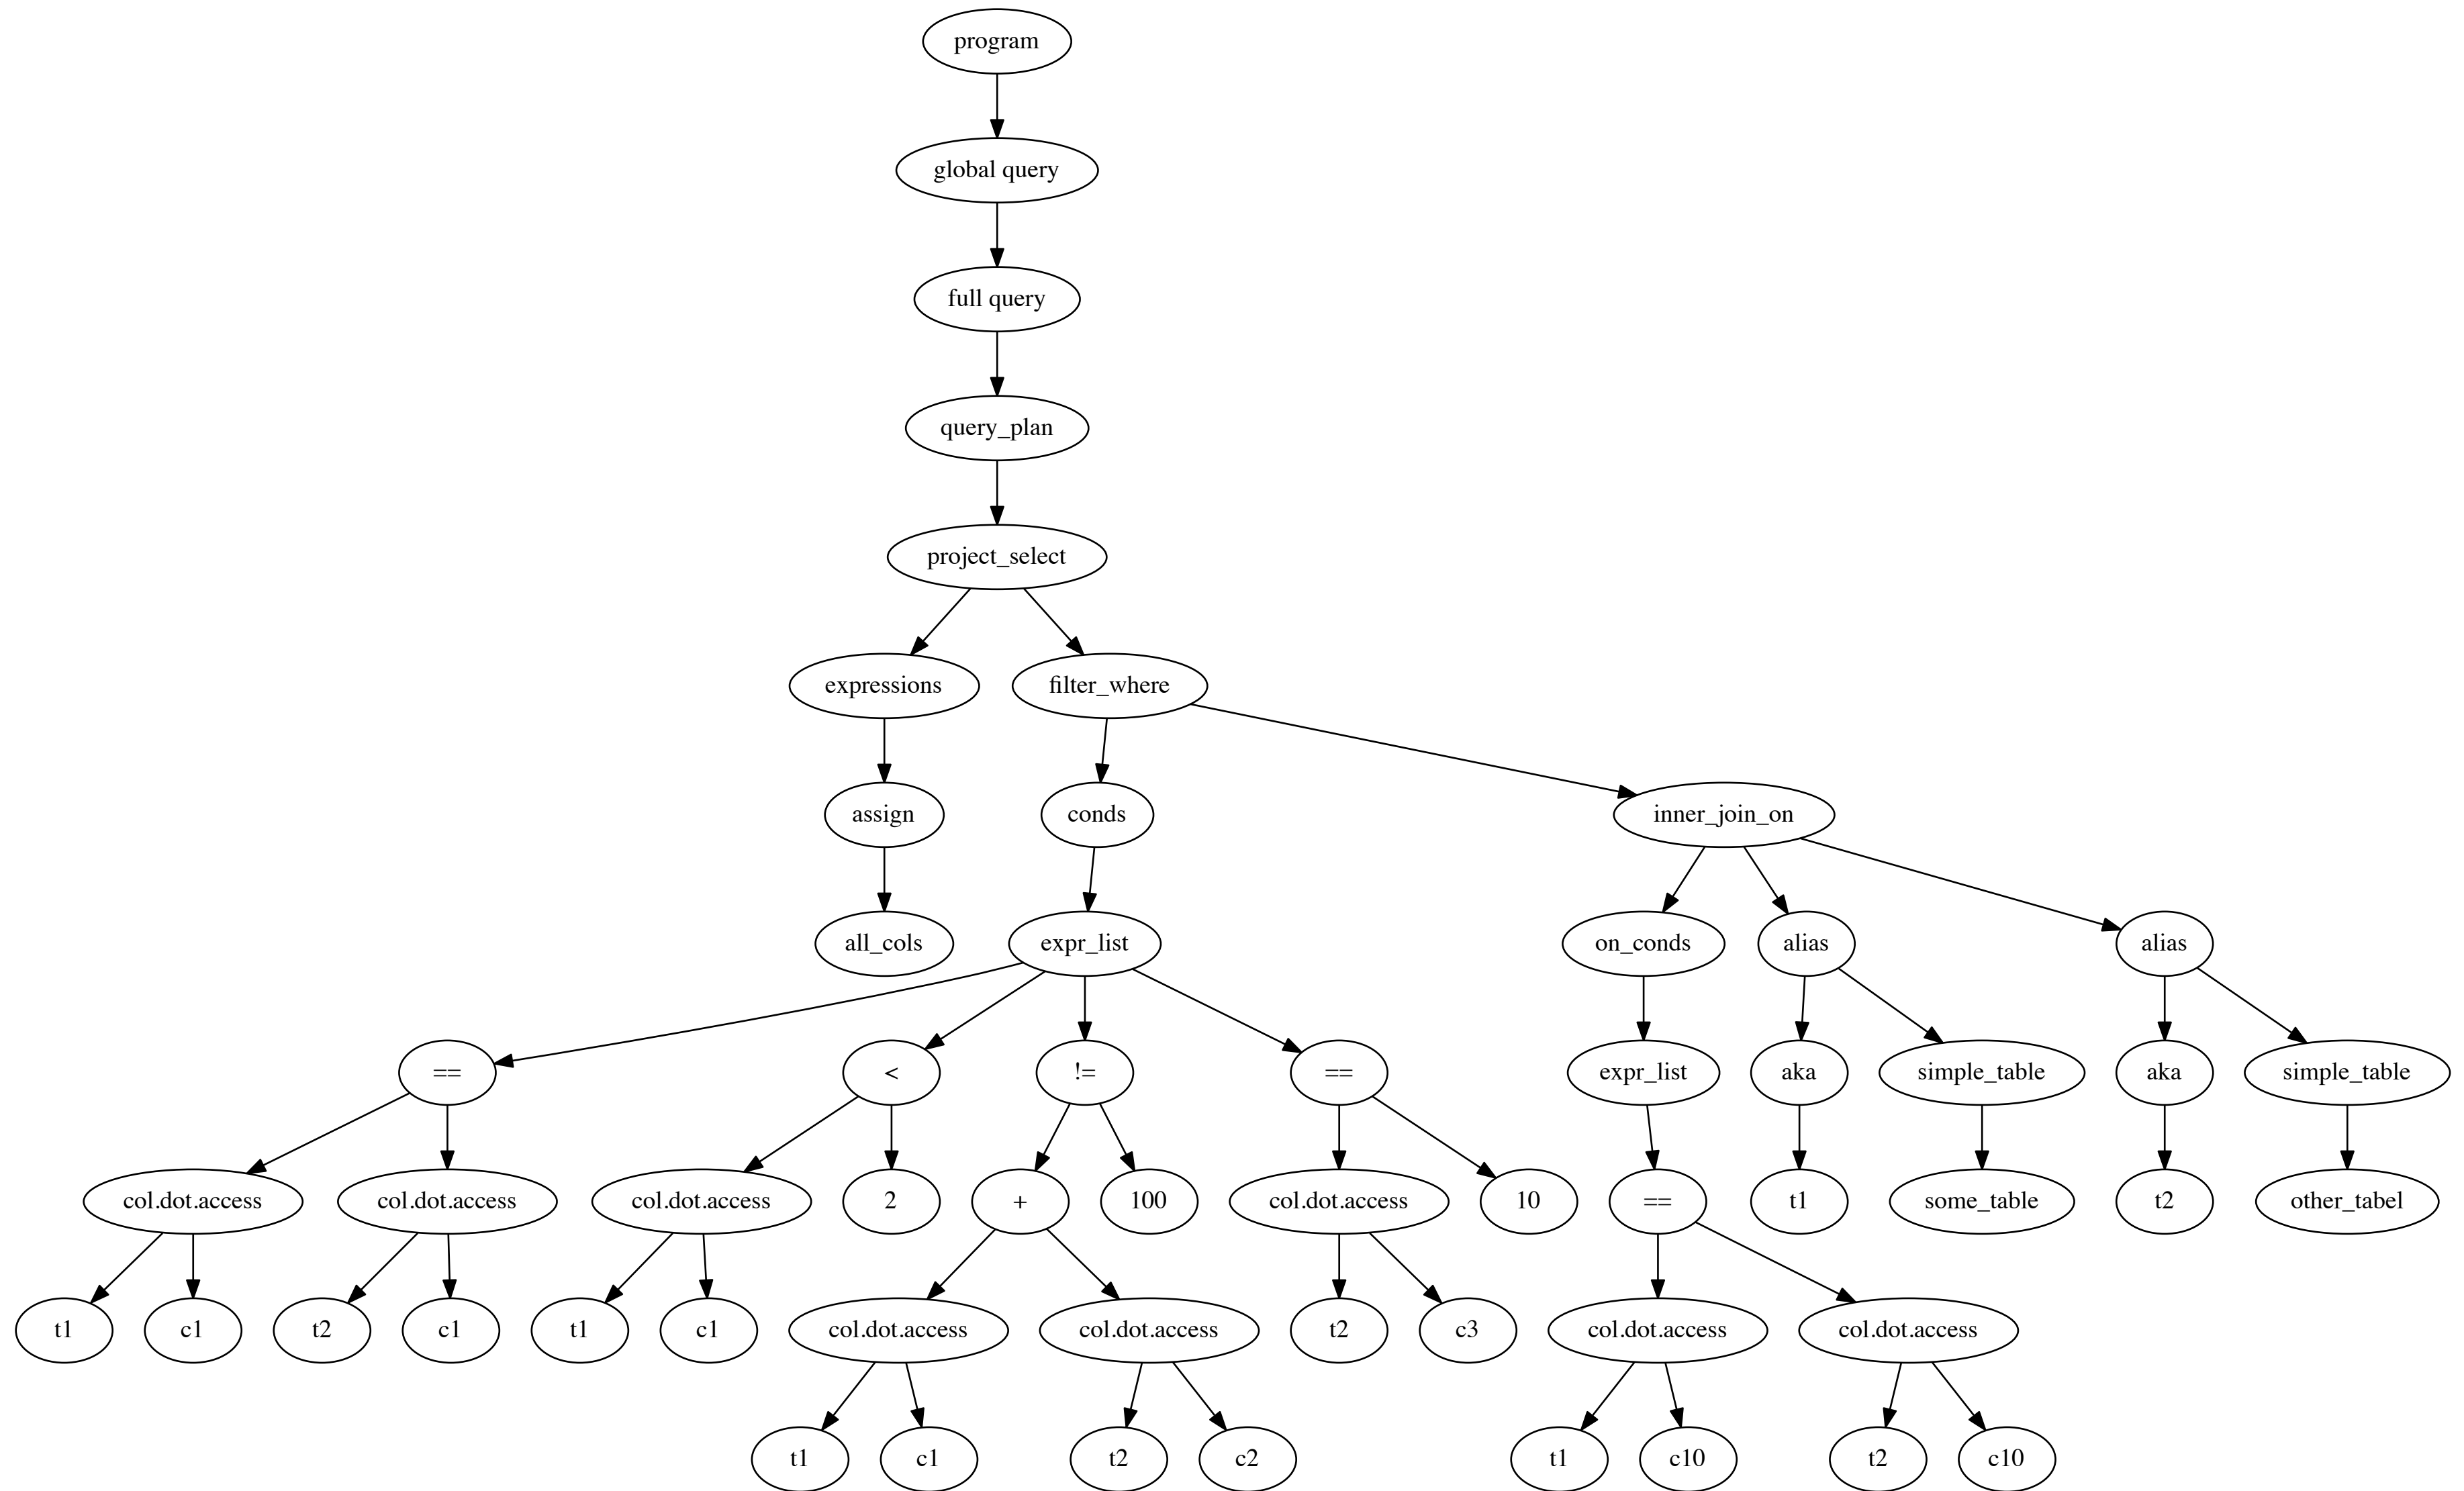 program
global query
full query
query_plan
project_select
expressions
filter_where
assign
conds
inner_join_on
all_cols
expr_list
on_conds
alias
alias
==
<
!=
==
expr_list
aka
simple_table
aka
simple_table
col.dot.access
col.dot.access
col.dot.access
2
+
100
col.dot.access
10
==
t1
some_table
t2
other_tabel
t1
c1
t2
c1
t1
c1
col.dot.access
col.dot.access
t2
c3
col.dot.access
col.dot.access
t1
c1
t2
c2
t1
c10
t2
c10